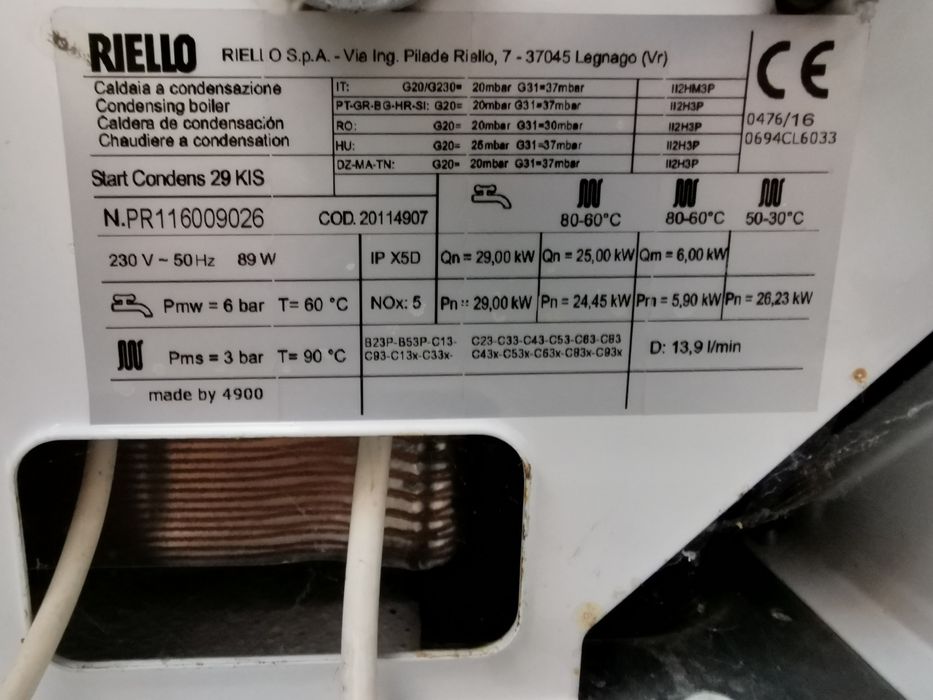 RIELLO RIELLO S.p.A. - Via Ing. Pilade Riello, 7 - 37045 Legnago (Vr)
CE
Caldaia a condensazione
Condensing boiler
Caldera de condensación
Chaudiere a condensation
IT: G20/G230= 20mbar G31=37mbar II2HM3P
PT-GR-BG-HR-SI: G20= 20mbar G31=37mbar II2H3P
RO: G20= 20mbar G31=30mbar II2H3P
HU: G20= 25mbar G31=37mbar II2H3P
DZ-MA-TN: G20= 20mbar G31=37mbar II2H3P
0476/16
0694CL6033
Start Condens 29 KIS
80-60°C 80-60°C 50-30°C
N.PR116009026 COD. 20114907
230 V ~ 50 Hz 89 W IP X5D Qn = 29,00 kW Qn = 25,00 kW Qm = 6,00 kW
Pmw = 6 bar T= 60 °C NOx: 5 Pn = 29,00 kW Pn = 24,45 kW Pn = 5,90 kW Pn = 26,23 kW
Pms = 3 bar T= 90 °C
B23P-B53P-C13- C23-C33-C43-C53-C63-C83
C93-C13x-C33x- C43x-C53x-C63x-C83x-C93x
D: 13,9 l/min
made by 4900